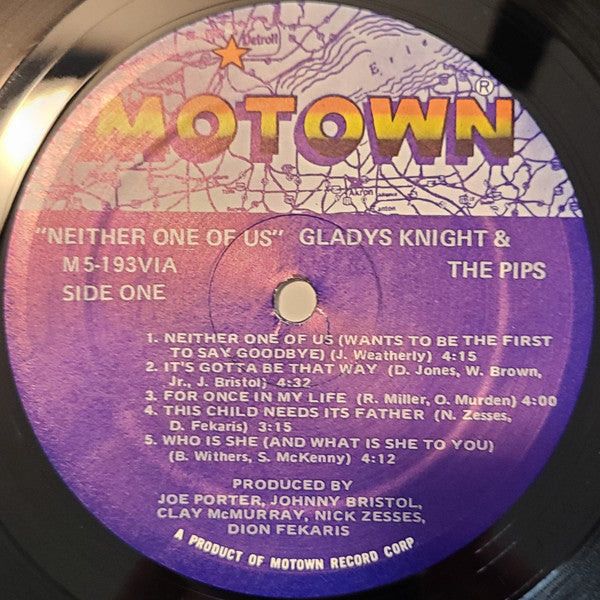 Detroit
Erie
MOTOWN®
Akron
Canton
"NEITHER ONE OF US" GLADYS KNIGHT &
M5-193VIA THE PIPS
SIDE ONE
1. NEITHER ONE OF US (WANTS TO BE THE FIRST
TO SAY GOODBYE) (J. Weatherly) 4:15
2. IT'S GOTTA BE THAT WAY (D. Jones, W. Brown,
Jr., J. Bristol) 4:32
3. FOR ONCE IN MY LIFE (R. Miller, O. Murden) 4:00
4. THIS CHILD NEEDS ITS FATHER (N. Zesses,
D. Fekaris) 3:15
5. WHO IS SHE (AND WHAT IS SHE TO YOU)
(B. Withers, S. McKenny) 4:12
PRODUCED BY
JOE PORTER, JOHNNY BRISTOL,
CLAY McMURRAY, NICK ZESSES,
DION FEKARIS
A PRODUCT OF MOTOWN RECORD CORP